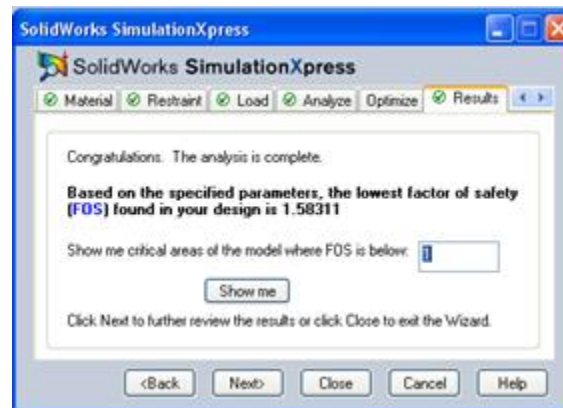 SolidWorks SimulationXpress
SolidWorks SimulationXpress
Material Restraint Load Analyze Optimize Results
Congratulations. The analysis is complete.
Based on the specified parameters, the lowest factor of safety
(FOS) found in your design is 1.58311
Show me critical areas of the model where FOS is below: 1
Show me
Click Next to further review the results or click Close to exit the Wizard.
<Back Next> Close Cancel Help